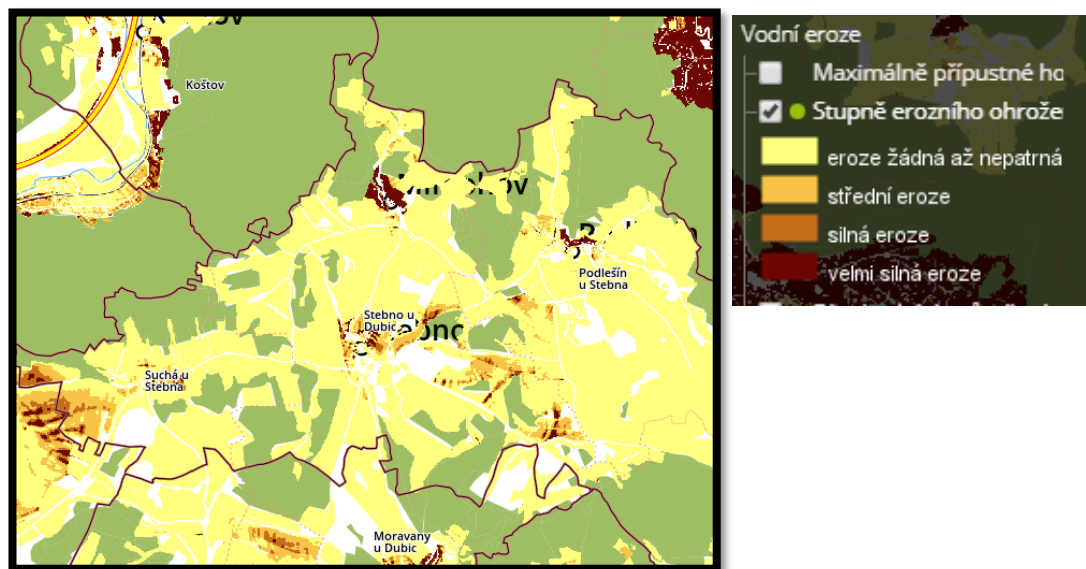 Koštov
Podlešín
u Stebna
Stebno u
Dubic
Suchá u
Stebna
Moravany
u Dubic
Vodní eroze
Maximálně přípustné ho
Stupně erozního ohrože
eroze žádná až nepatrná
střední eroze
silná eroze
velmi silná eroze